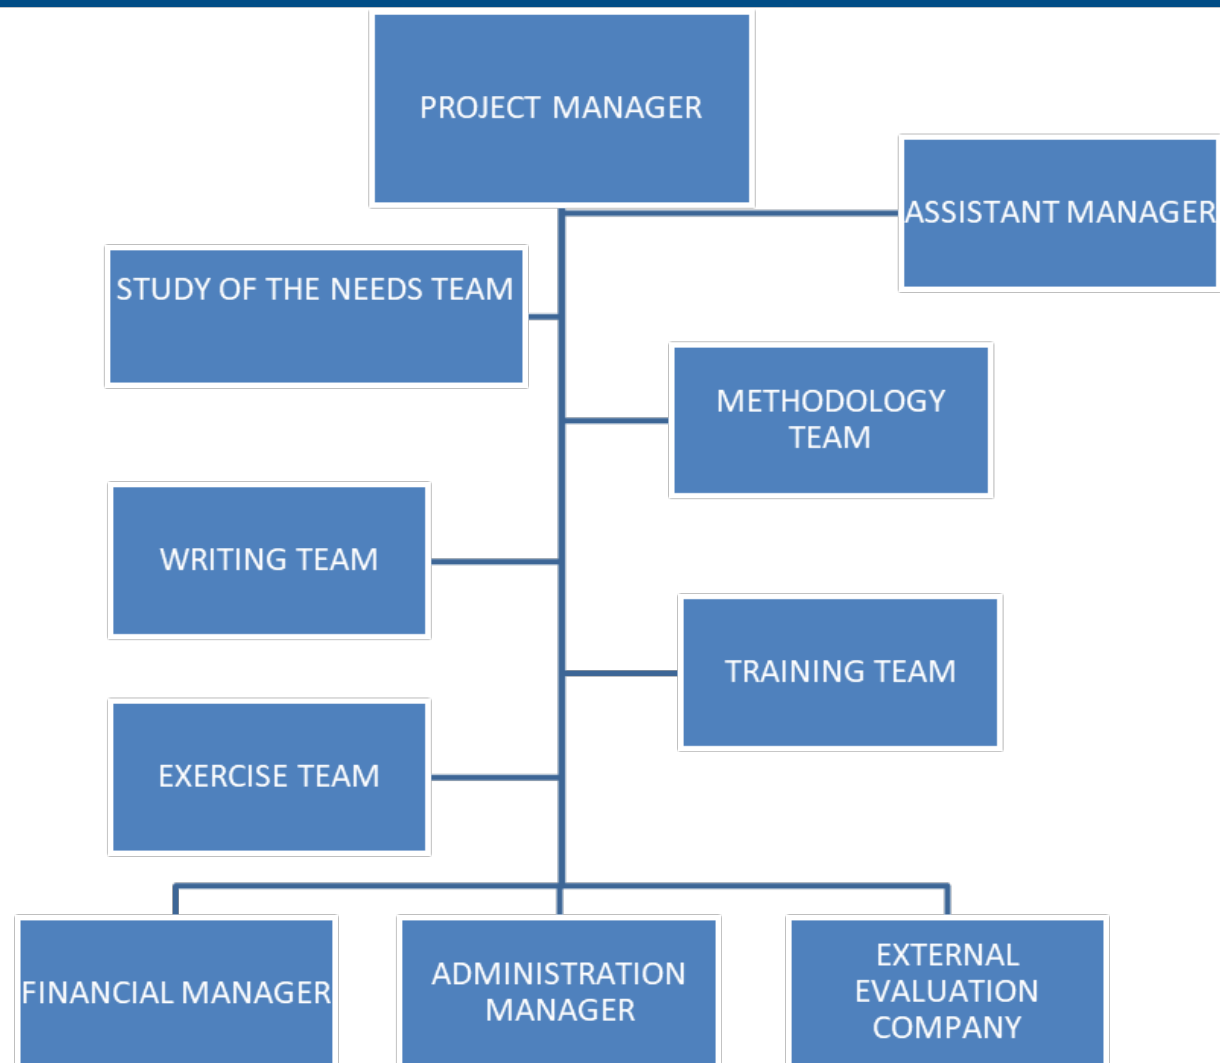 PROJECT MANAGER
ASSISTANT MANAGER
STUDY OF THE NEEDS TEAM
METHODOLOGY
TEAM
WRITING TEAM
TRAINING TEAM
EXERCISE TEAM
FINANCIAL MANAGER
ADMINISTRATION
MANAGER
EXTERNAL
EVALUATION
COMPANY